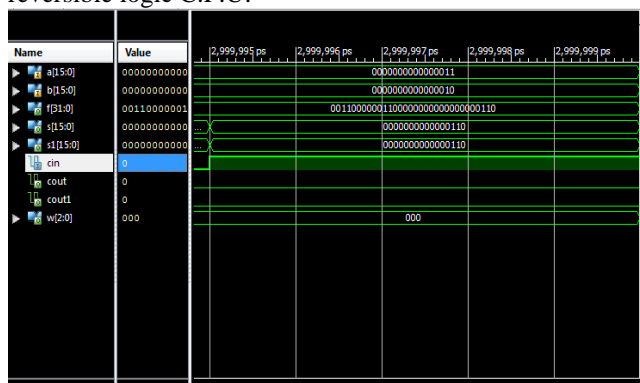 reversible logic C.P.U.
Name Value 2,999,995 ps 2,999,996 ps 2,999,997 ps 2,999,998 ps 2,999,999 ps
a[15:0] 00000000000 0000000000000011
b[15:0] 00000000000 0000000000000010
f[31:0] 00110000001 00110000001100000000000000000110
s[15:0] 00000000000 ... 0000000000000110
s1[15:0] 00000000000 ... 0000000000000110
cin 0
cout 0
cout1 0
w[2:0] 000 000